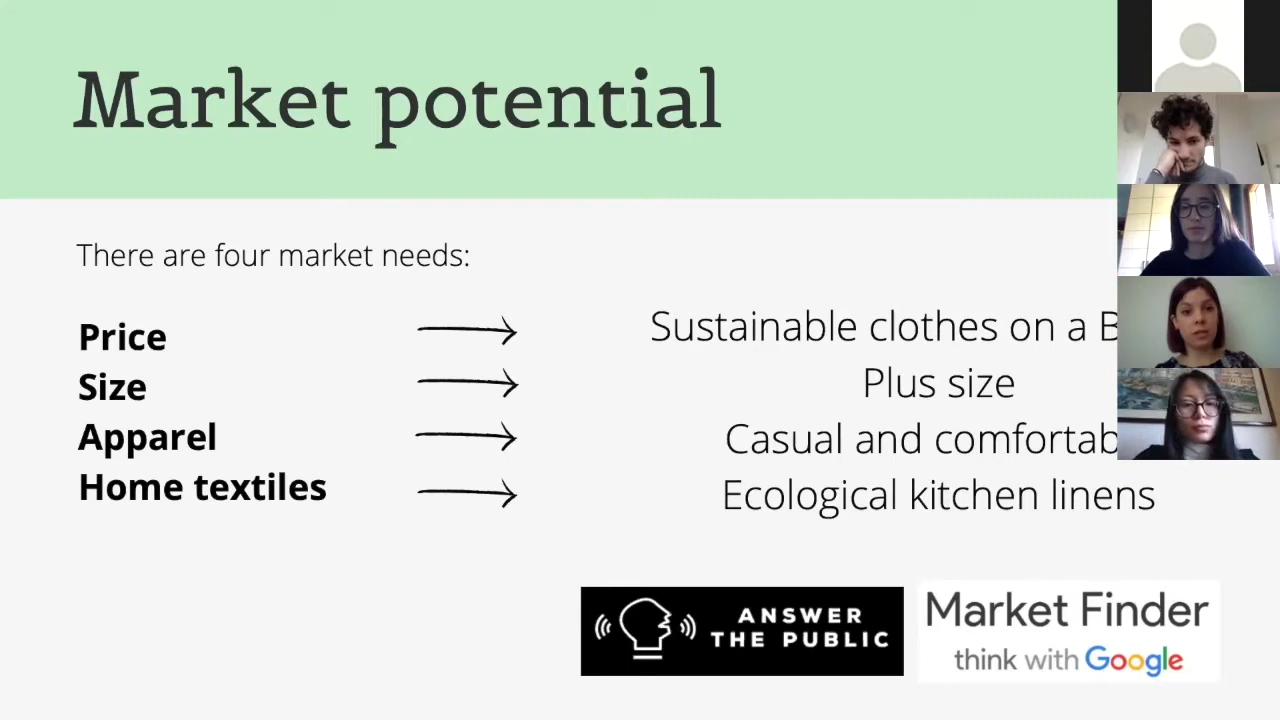 Market potential
There are four market needs:
Price
Sustainable clothes on a
Size
Plus size
Apparel
Casual and
Home textiles
Ecological kitchen linens
ANSWER
THE PUBLIC
Market Finder
think with Google